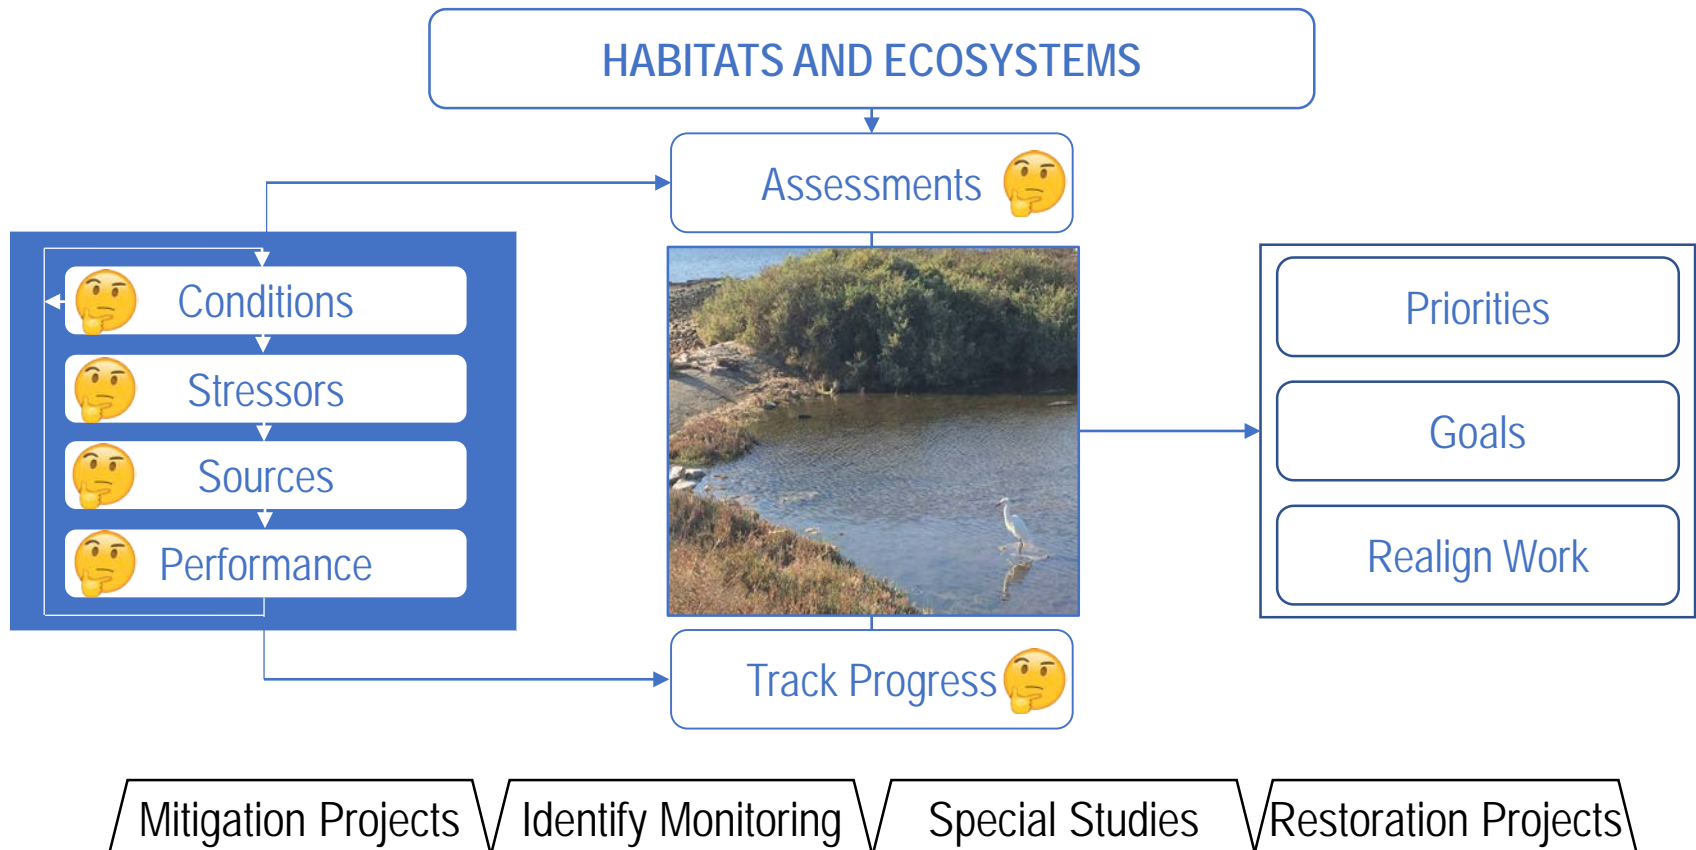 HABITATS AND ECOSYSTEMS
Assessments
Conditions
Stressors
Sources
Performance
Priorities
Goals
Realign Work
Track Progress
Mitigation Projects
Identify Monitoring
Special Studies
Restoration Projects